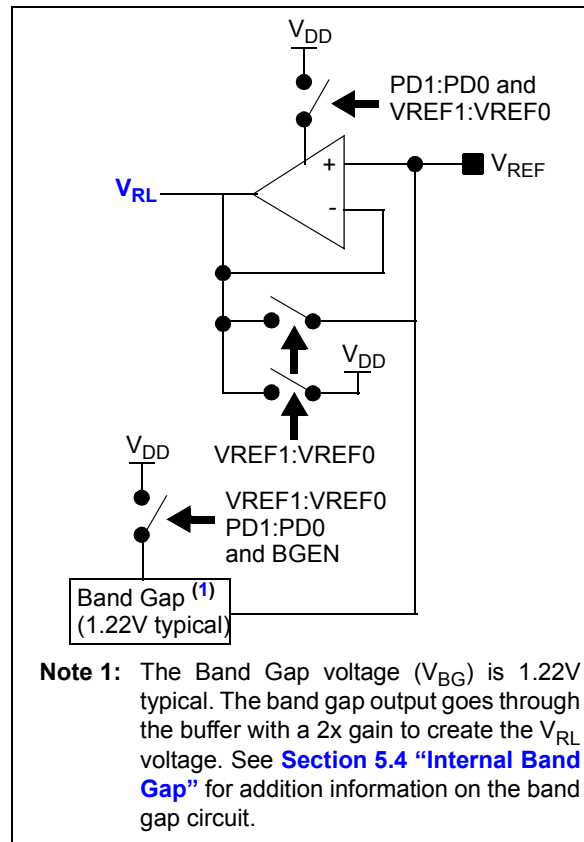 VDD
PD1:PD0 and
VREF1:VREF0
+
VREF
VRL
-
VDD
VREF1:VREF0
VDD
VREF1:VREF0
PD1:PD0
and BGEN
Band Gap (1)
(1.22V typical)
Note 1: The Band Gap voltage (VBG) is 1.22V
typical. The band gap output goes through
the buffer with a 2x gain to create the VRL
voltage. See Section 5.4 “Internal Band
Gap” for addition information on the band
gap circuit.